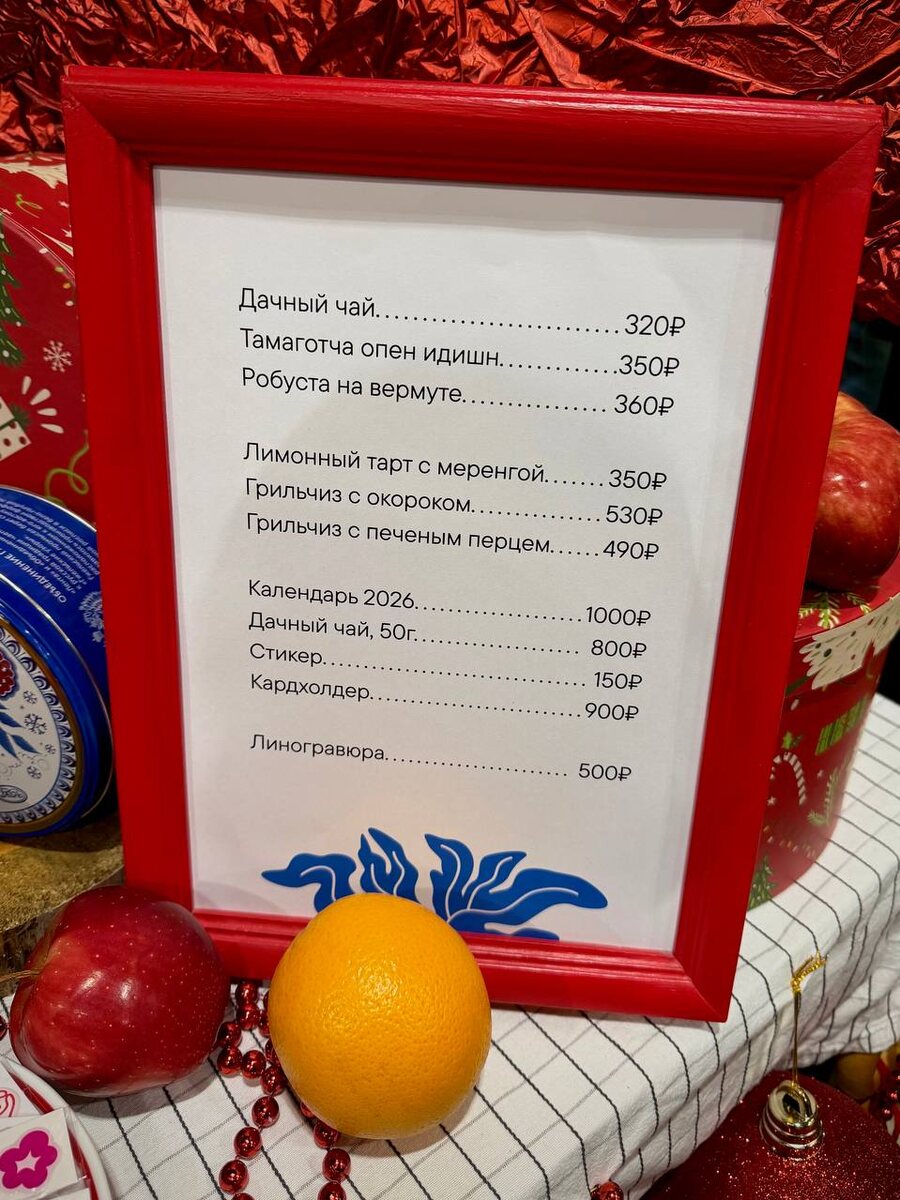 Дачный чай.......................... 320₽
Тамаготча опен идишн.............350₽
Робуста на вермуте................ 360₽
Лимонный тарт с меренгой....... 350₽
Грильчиз с окороком............... 530₽
Грильчиз с печеным перцем......490₽
Календарь 2026....................1000₽
Дачный чай, 50г.................... 800₽
Стикер................................ 150₽
Кардхолдер..........................900₽
Линогравюра....................... 500₽
ОБЪЕДИНЕНИЕ